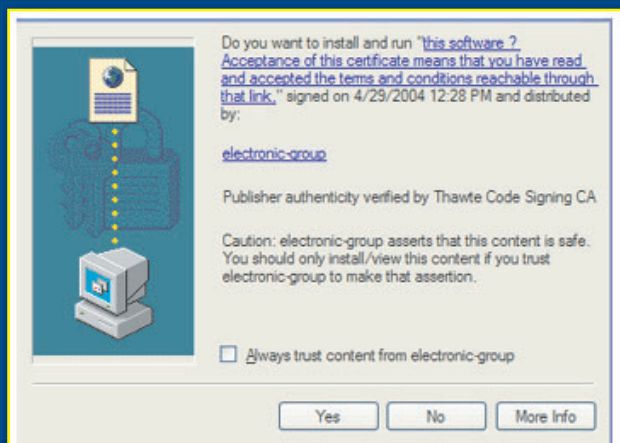 Do you want to install and run "this software ?
Acceptance of this certificate means that you have read
and accepted the terms and conditions reachable through
that link." signed on 4/29/2004 12:28 PM and distributed
by:
electronic-group
Publisher authenticity verified by Thawte Code Signing CA
Caution: electronic-group asserts that this content is safe.
You should only install/view this content if you trust
electronic-group to make that assertion.
Always trust content from electronic-group
Yes No More Info